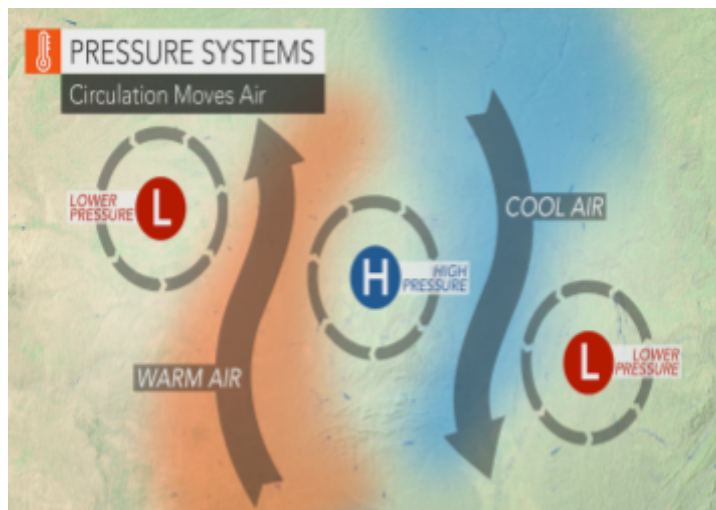 PRESSURE SYSTEMS
Circulation Moves Air
LOWER
PRESSURE
L
COOL AIR
H
HIGH
PRESSURE
WARM AIR
L
LOWER
PRESSURE